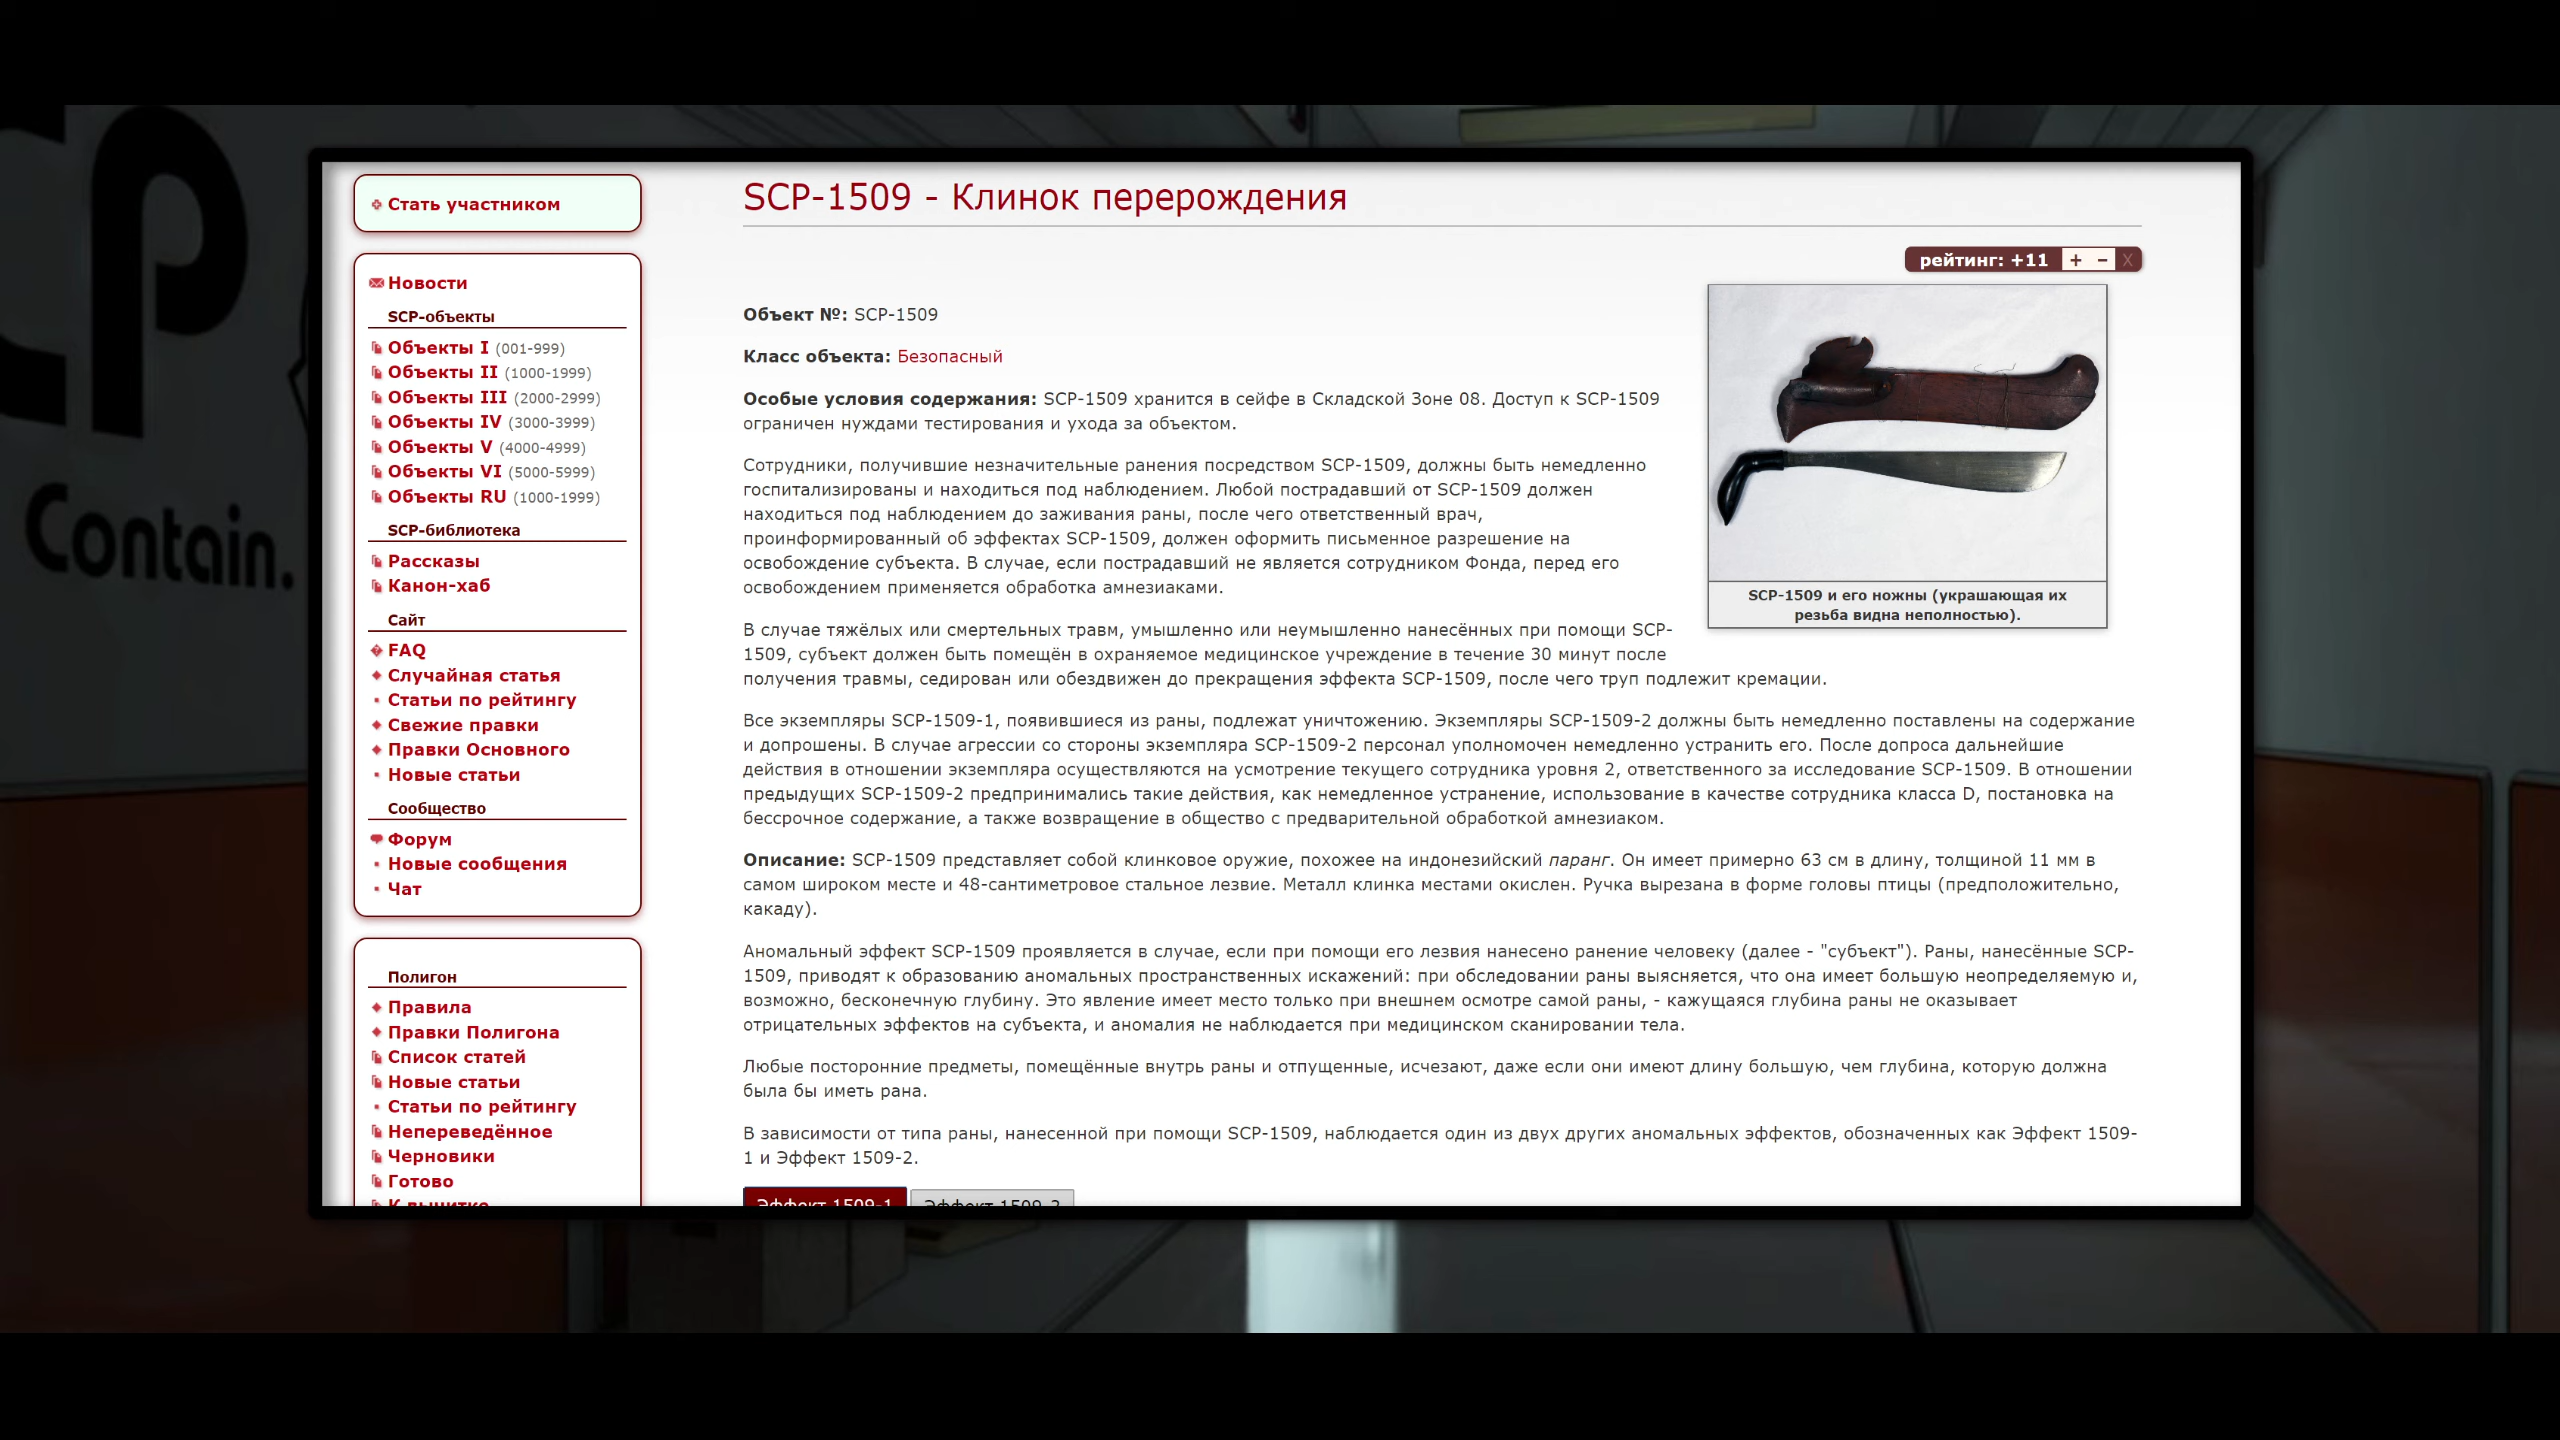 CP
Contain.
Стать участником
Новости
SCP-объекты
Объекты I (001-999)
Объекты II (1000-1999)
Объекты III (2000-2999)
Объекты IV (3000-3999)
Объекты V (4000-4999)
Объекты VI (5000-5999)
Объекты RU (1000-1999)
SCP-библиотека
Рассказы
Канон-хаб
Сайт
FAQ
Случайная статья
Статьи по рейтингу
Свежие правки
Правки Основного
Новые статьи
Сообщество
Форум
Новые сообщения
Чат
Полигон
Правила
Правки Полигона
Список статей
Новые статьи
Статьи по рейтингу
Непереведённое
Черновики
Готово
К вычитке
SCP-1509 - Клинок перерождения
рейтинг: +11 + − X
Объект №: SCP-1509
Класс объекта: Безопасный
Особые условия содержания: SCP-1509 хранится в сейфе в Складской Зоне 08. Доступ к SCP-1509
ограничен нуждами тестирования и ухода за объектом.
Сотрудники, получившие незначительные ранения посредством SCP-1509, должны быть немедленно
госпитализированы и находиться под наблюдением. Любой пострадавший от SCP-1509 должен
находиться под наблюдением до заживания раны, после чего ответственный врач,
проинформированный об эффектах SCP-1509, должен оформить письменное разрешение на
освобождение субъекта. В случае, если пострадавший не является сотрудником Фонда, перед его
освобождением применяется обработка амнезиаками.
SCP-1509 и его ножны (украшающая их
резьба видна неполностью).
В случае тяжёлых или смертельных травм, умышленно или неумышленно нанесённых при помощи SCP-
1509, субъект должен быть помещён в охраняемое медицинское учреждение в течение 30 минут после
получения травмы, седирован или обездвижен до прекращения эффекта SCP-1509, после чего труп подлежит кремации.
Все экземпляры SCP-1509-1, появившиеся из раны, подлежат уничтожению. Экземпляры SCP-1509-2 должны быть немедленно поставлены на содержание
и допрошены. В случае агрессии со стороны экземпляра SCP-1509-2 персонал уполномочен немедленно устранить его. После допроса дальнейшие
действия в отношении экземпляра осуществляются на усмотрение текущего сотрудника уровня 2, ответственного за исследование SCP-1509. В отношении
предыдущих SCP-1509-2 предпринимались такие действия, как немедленное устранение, использование в качестве сотрудника класса D, постановка на
бессрочное содержание, а также возвращение в общество с предварительной обработкой амнезиаком.
Описание: SCP-1509 представляет собой клинковое оружие, похожее на индонезийский паранг. Он имеет примерно 63 см в длину, толщиной 11 мм в
самом широком месте и 48-сантиметровое стальное лезвие. Металл клинка местами окислен. Ручка вырезана в форме головы птицы (предположительно,
какаду).
Аномальный эффект SCP-1509 проявляется в случае, если при помощи его лезвия нанесено ранение человеку (далее - "субъект"). Раны, нанесённые SCP-
1509, приводят к образованию аномальных пространственных искажений: при обследовании раны выясняется, что она имеет большую неопределяемую и,
возможно, бесконечную глубину. Это явление имеет место только при внешнем осмотре самой раны, - кажущаяся глубина раны не оказывает
отрицательных эффектов на субъекта, и аномалия не наблюдается при медицинском сканировании тела.
Любые посторонние предметы, помещённые внутрь раны и отпущенные, исчезают, даже если они имеют длину большую, чем глубина, которую должна
была бы иметь рана.
В зависимости от типа раны, нанесенной при помощи SCP-1509, наблюдается один из двух других аномальных эффектов, обозначенных как Эффект 1509-
1 и Эффект 1509-2.
Эффект 1509-1 Эффект 1509-2